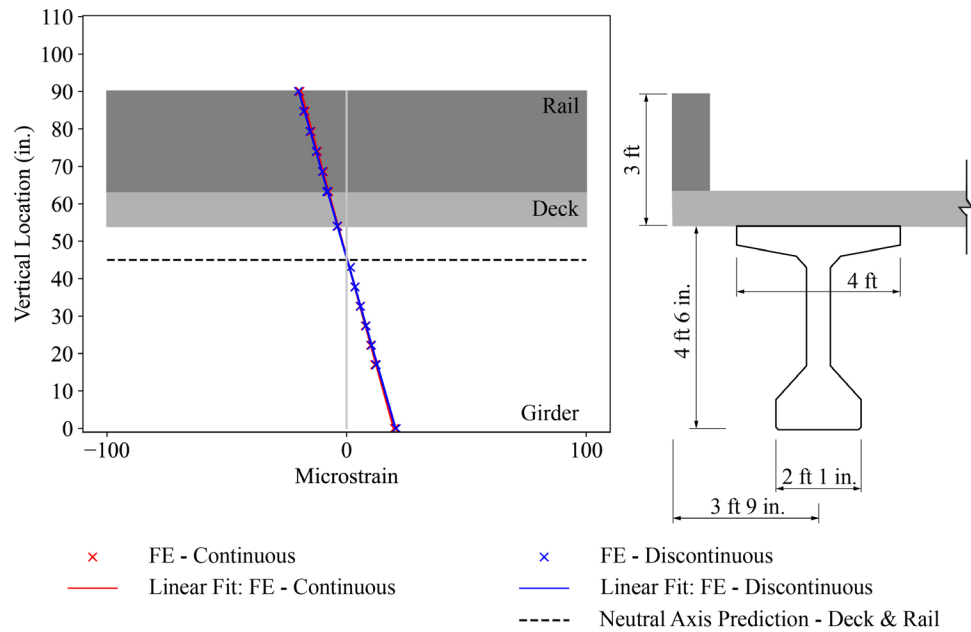 110
100
90
80
70
60
50
40
30
20
10
0
Vertical Location (in.)
Rail
Deck
Girder
−100
0
100
Microstrain
3 ft
4 ft 6 in.
4 ft
2 ft 1 in.
3 ft 9 in.
FE - Continuous
Linear Fit: FE - Continuous
FE - Discontinuous
Linear Fit: FE - Discontinuous
Neutral Axis Prediction - Deck & Rail